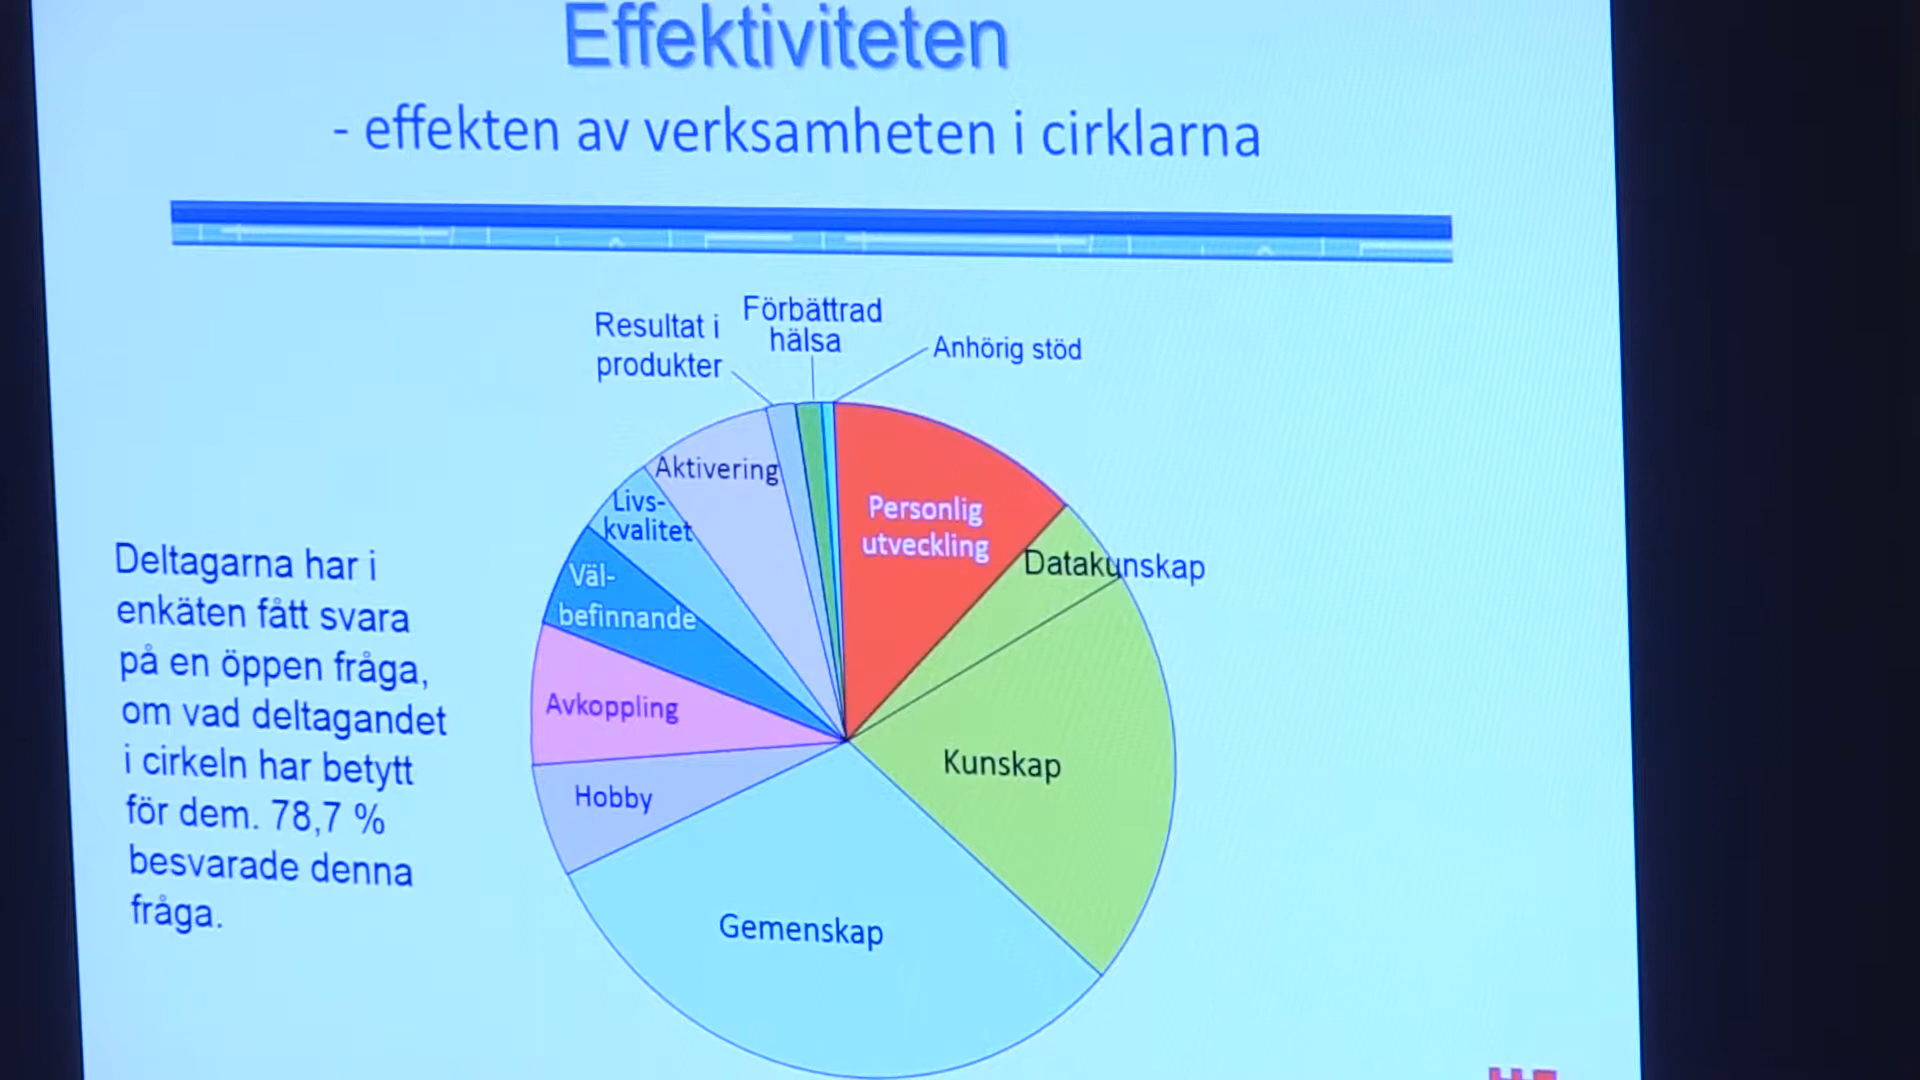 Effektiviteten
- effekten av verksamheten i cirklarna
Resultat i
produkter
Förbättrad
hälsa
Anhörig stöd
Aktivering
Livs-
kvalitet
Väl-
befinnande
Avkoppling
Hobby
Gemenskap
Kunskap
Datakunskap
Personlig
utveckling
Deltagarna har i
enkäten fått svara
på en öppen fråga,
om vad deltagandet
i cirkeln har betytt
för dem. 78,7 %
besvarade denna
fråga.